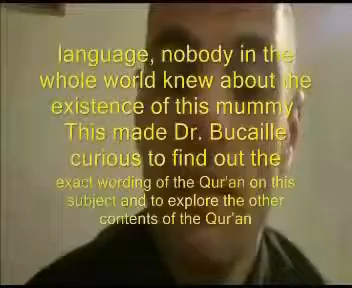 language, nobody in the
whole world knew about the
existence of this mummy.
This made Dr. Bucaille
curious to find out the
exact wording of the Qur'an on this
subject and to explore the other
contents of the Qur'an